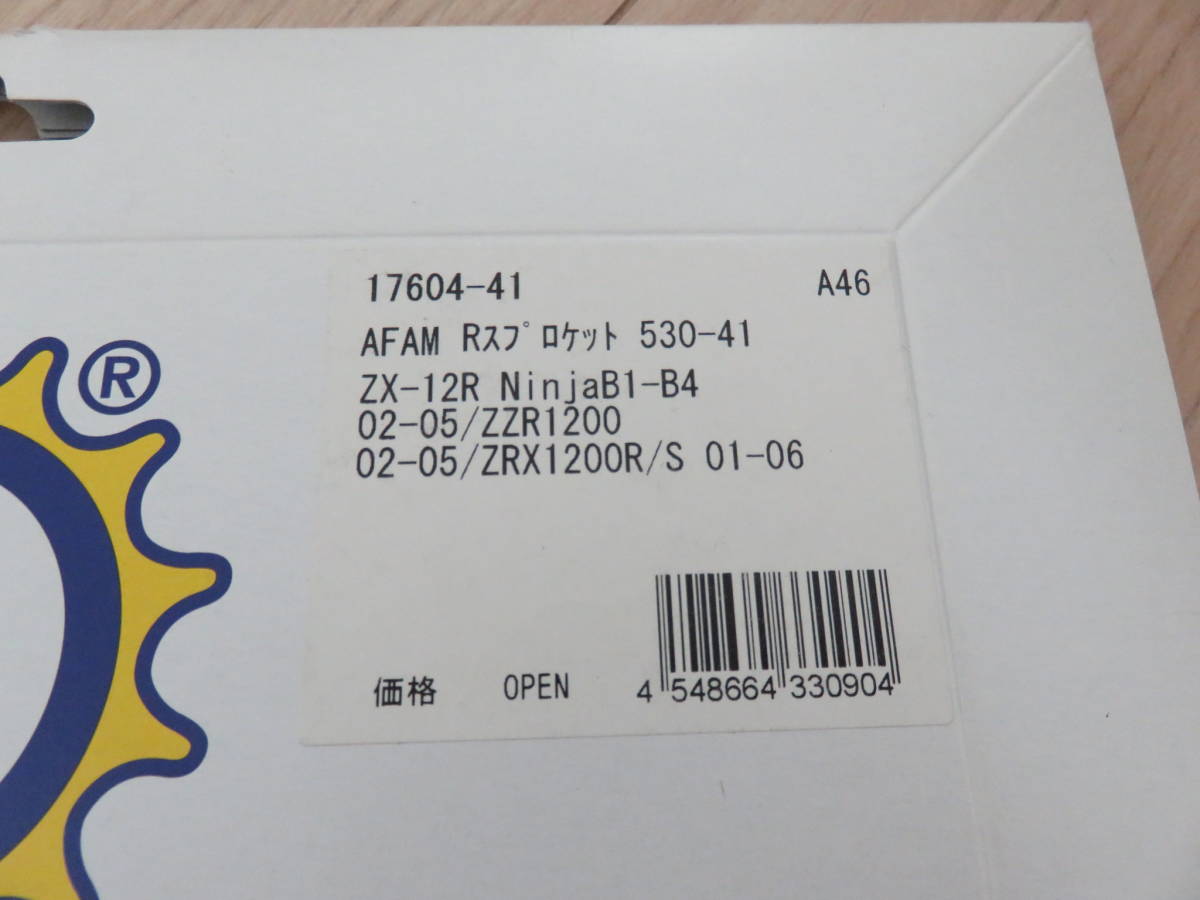 17604-41 A46
AFAM Rｽﾌﾟﾛｹｯﾄ 530-41
ZX-12R NinjaB1-B4
02-05/ZZR1200
02-05/ZRX1200R/S 01-06
価格 OPEN 4 548664 330904
®